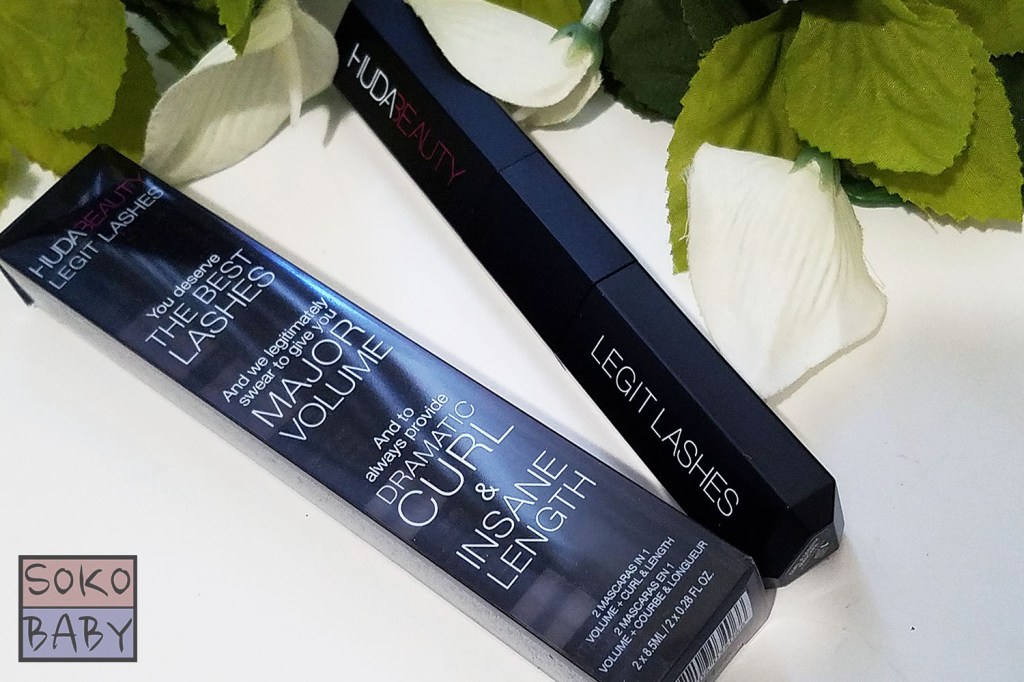 HUDABEAUTY
LEGIT LASHES
You deserve
THE BEST
LASHES
And we legitimately
swear to give you
MAJOR
VOLUME
And to
always provide
DRAMATIC
CURL
&
INSANE
LENGTH
2 MASCARAS IN 1
VOLUME + CURL & LENGTH
2 MASCARAS EN 1
VOLUME + COURBE & LONGUEUR
2 x 8.5ML / 2 x 0.28 FL OZ
HUDABEAUTY
LEGIT LASHES
SOKO
BABY